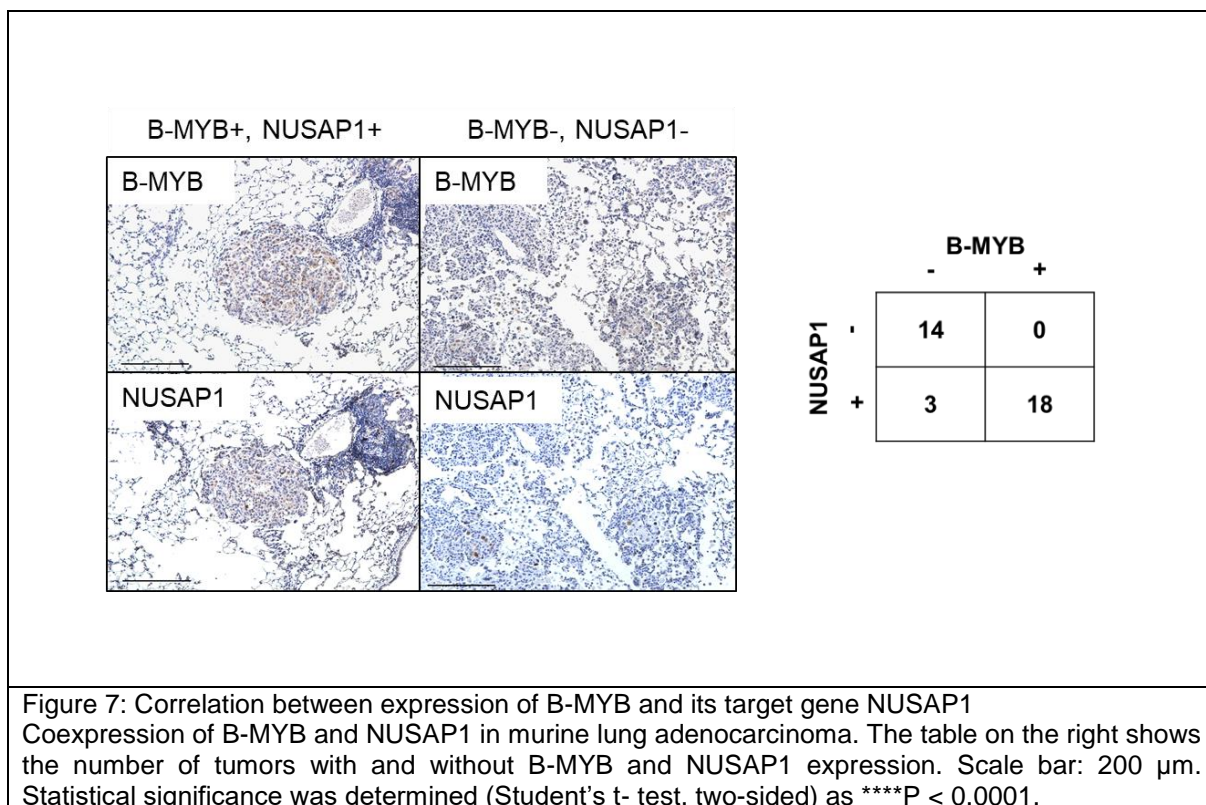 B-MYB+, NUSAP1+ B-MYB-, NUSAP1-
B-MYB B-MYB
NUSAP1 NUSAP1
B-MYB
- +
NUSAP1
- 14 0
+ 3 18
Figure 7: Correlation between expression of B-MYB and its target gene NUSAP1
Coexpression of B-MYB and NUSAP1 in murine lung adenocarcinoma. The table on the right shows
the number of tumors with and without B-MYB and NUSAP1 expression. Scale bar: 200 µm.
Statistical significance was determined (Student's t- test, two-sided) as ****P < 0.0001.